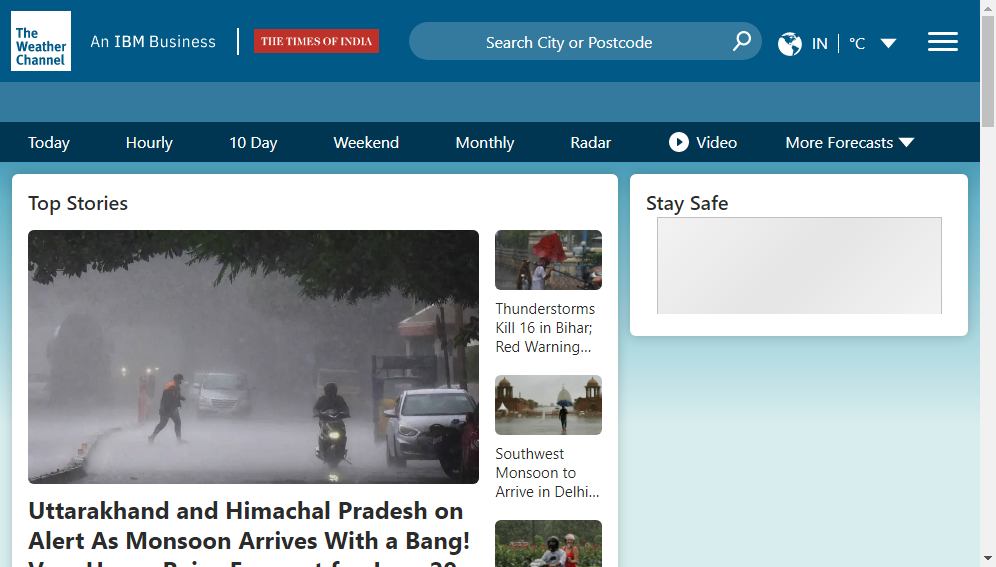 The
Weather
Channel
An IBM Business
THE TIMES OF INDIA
Search City or Postcode
IN
°C
Today
Hourly
10 Day
Weekend
Monthly
Radar
Video
More Forecasts
Top Stories
Uttarakhand and Himachal Pradesh on
Alert As Monsoon Arrives With a Bang!
Thunderstorms
Kill 16 in Bihar;
Red Warning...
Southwest
Monsoon to
Arrive in Delhi...
Stay Safe